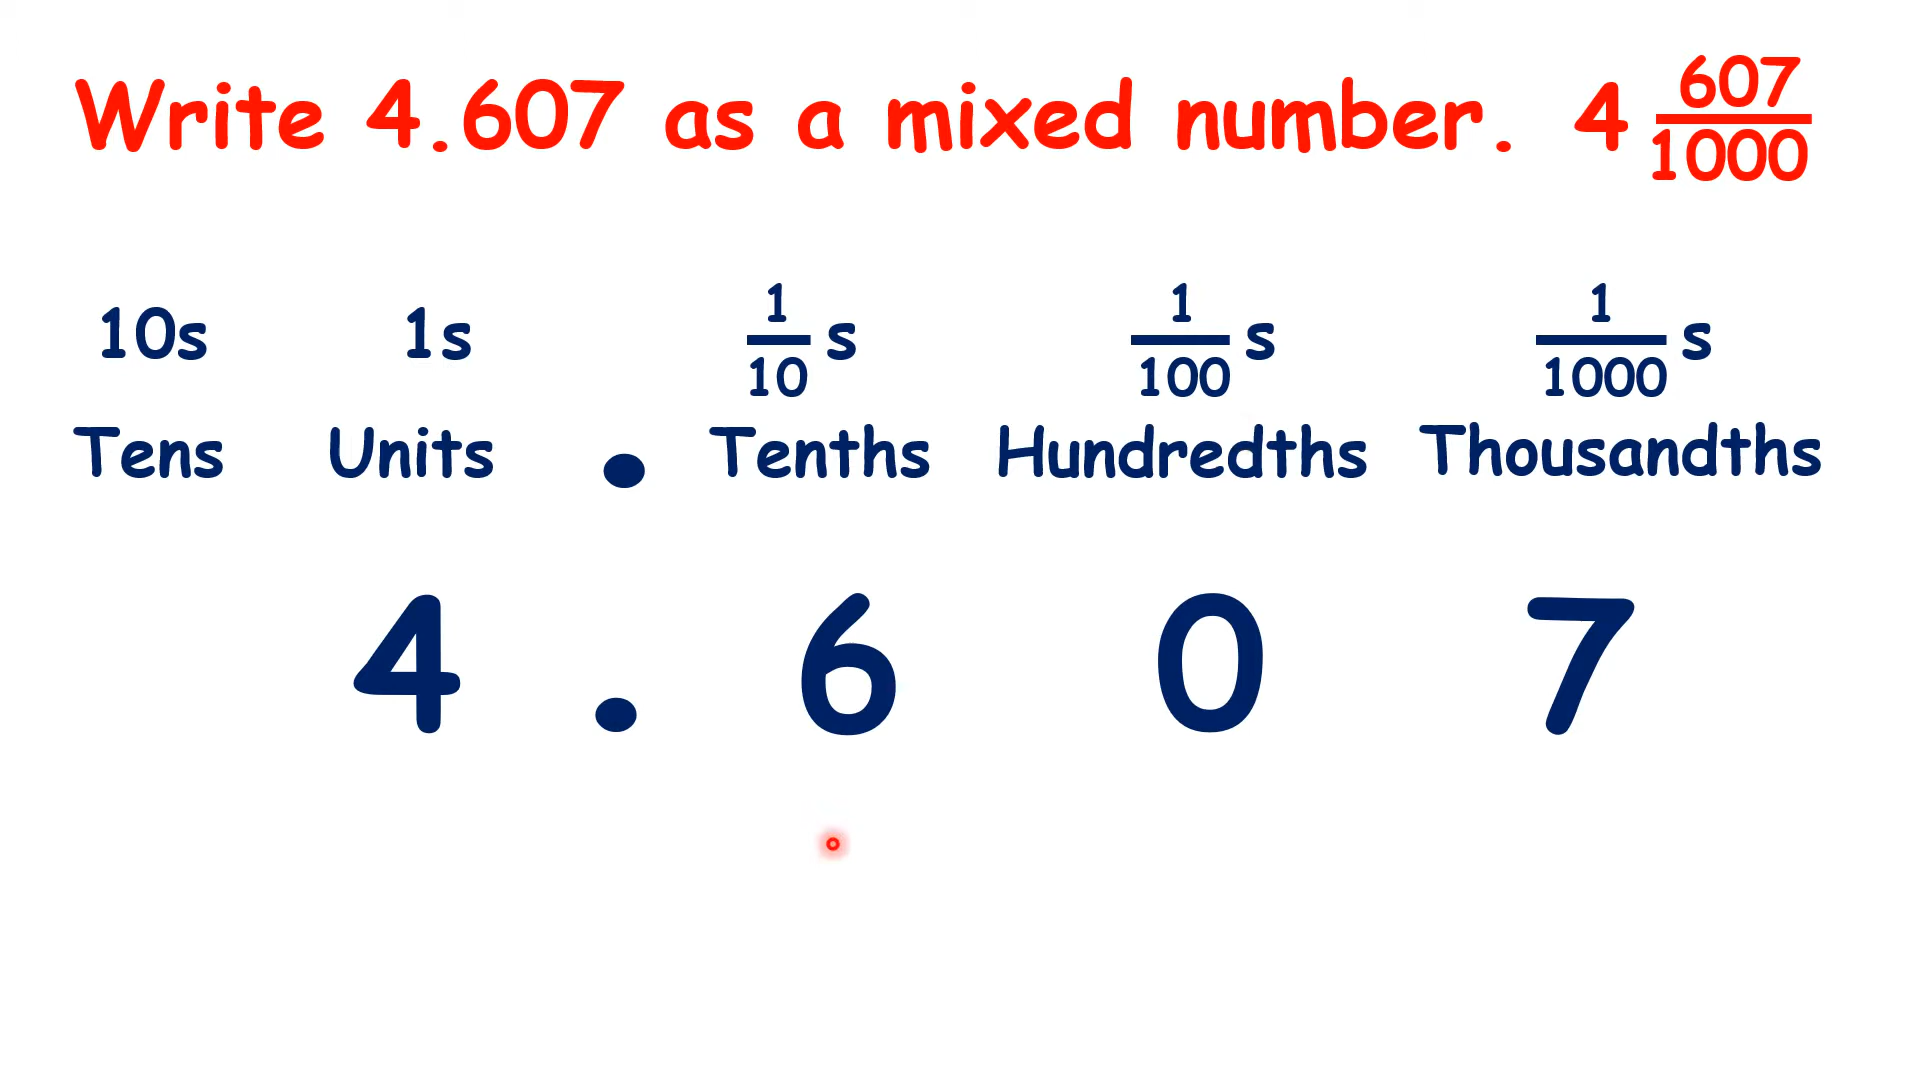 Write 4.607 as a mixed number. 4 607/1000
10s 1s 1/10 s 1/100 s 1/1000 s
Tens Units . Tenths Hundredths Thousandths
4 . 6 0 7